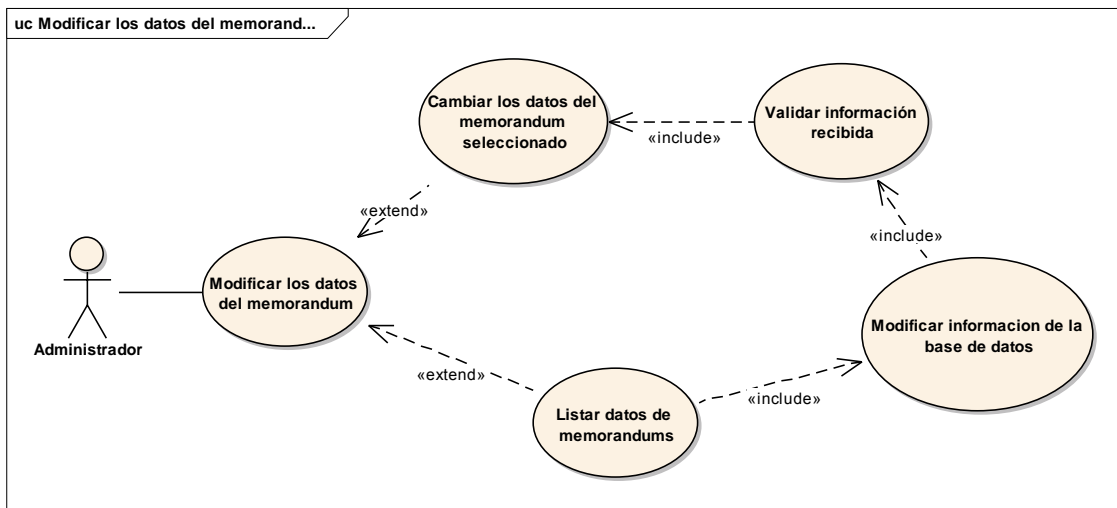 uc Modificar los datos del memorand...
Cambiar los datos del
memorandum
seleccionado
Validar información
recibida
«include»
«extend»
«include»
Modificar los datos
del memorandum
Administrador
Modificar informacion de la
base de datos
«extend»
«include»
Listar datos de
memorandums